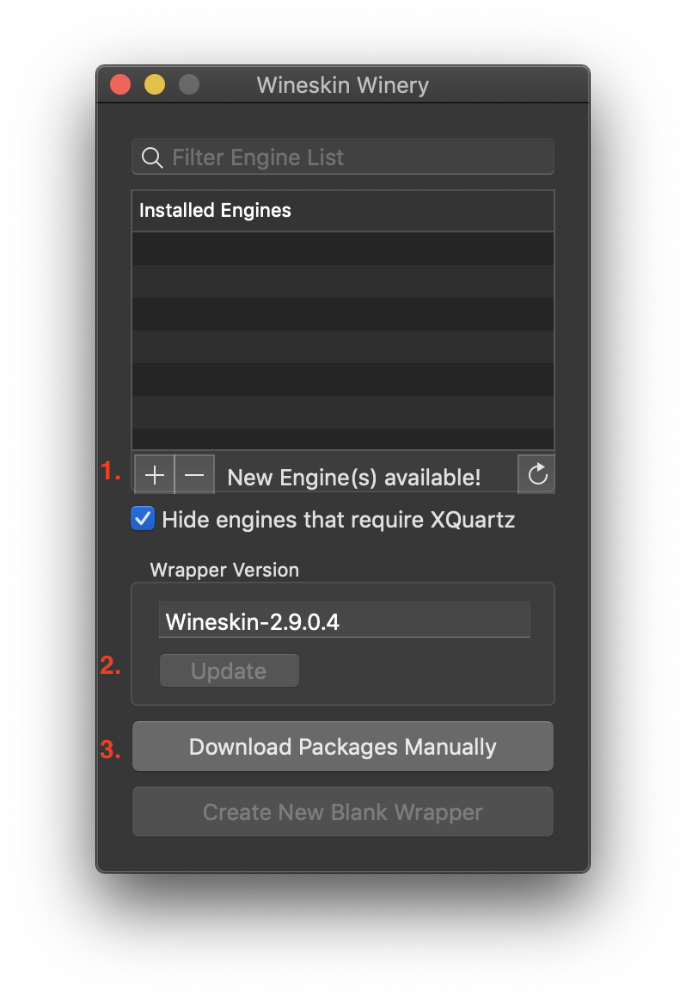 Wineskin Winery
Filter Engine List
Installed Engines
1. + − New Engine(s) available!
Hide engines that require XQuartz
Wrapper Version
Wineskin-2.9.0.4
2. Update
3. Download Packages Manually
Create New Blank Wrapper